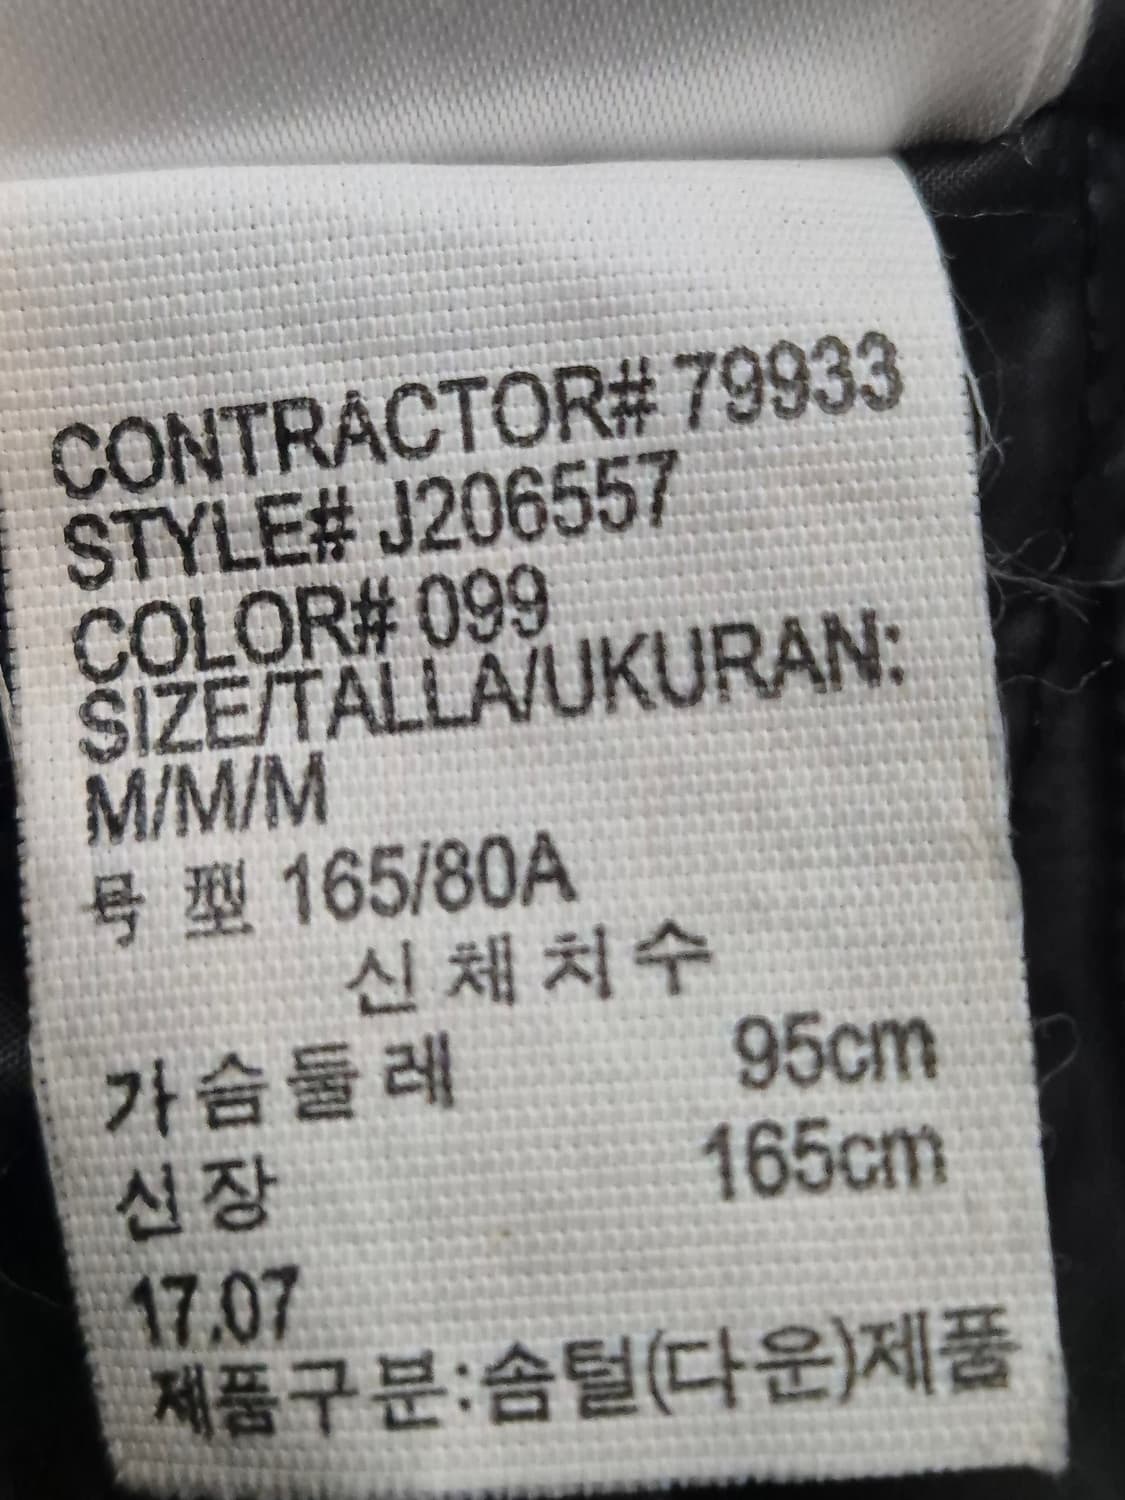 CONTRACTOR# 79933
STYLE# J206557
COLOR# 099
SIZE/TALLA/UKURAN:
M/M/M
号 型 165/80A
신체치수
가슴둘레 95cm
신장 165cm
17.07
제품구분:솜털(다운)제품